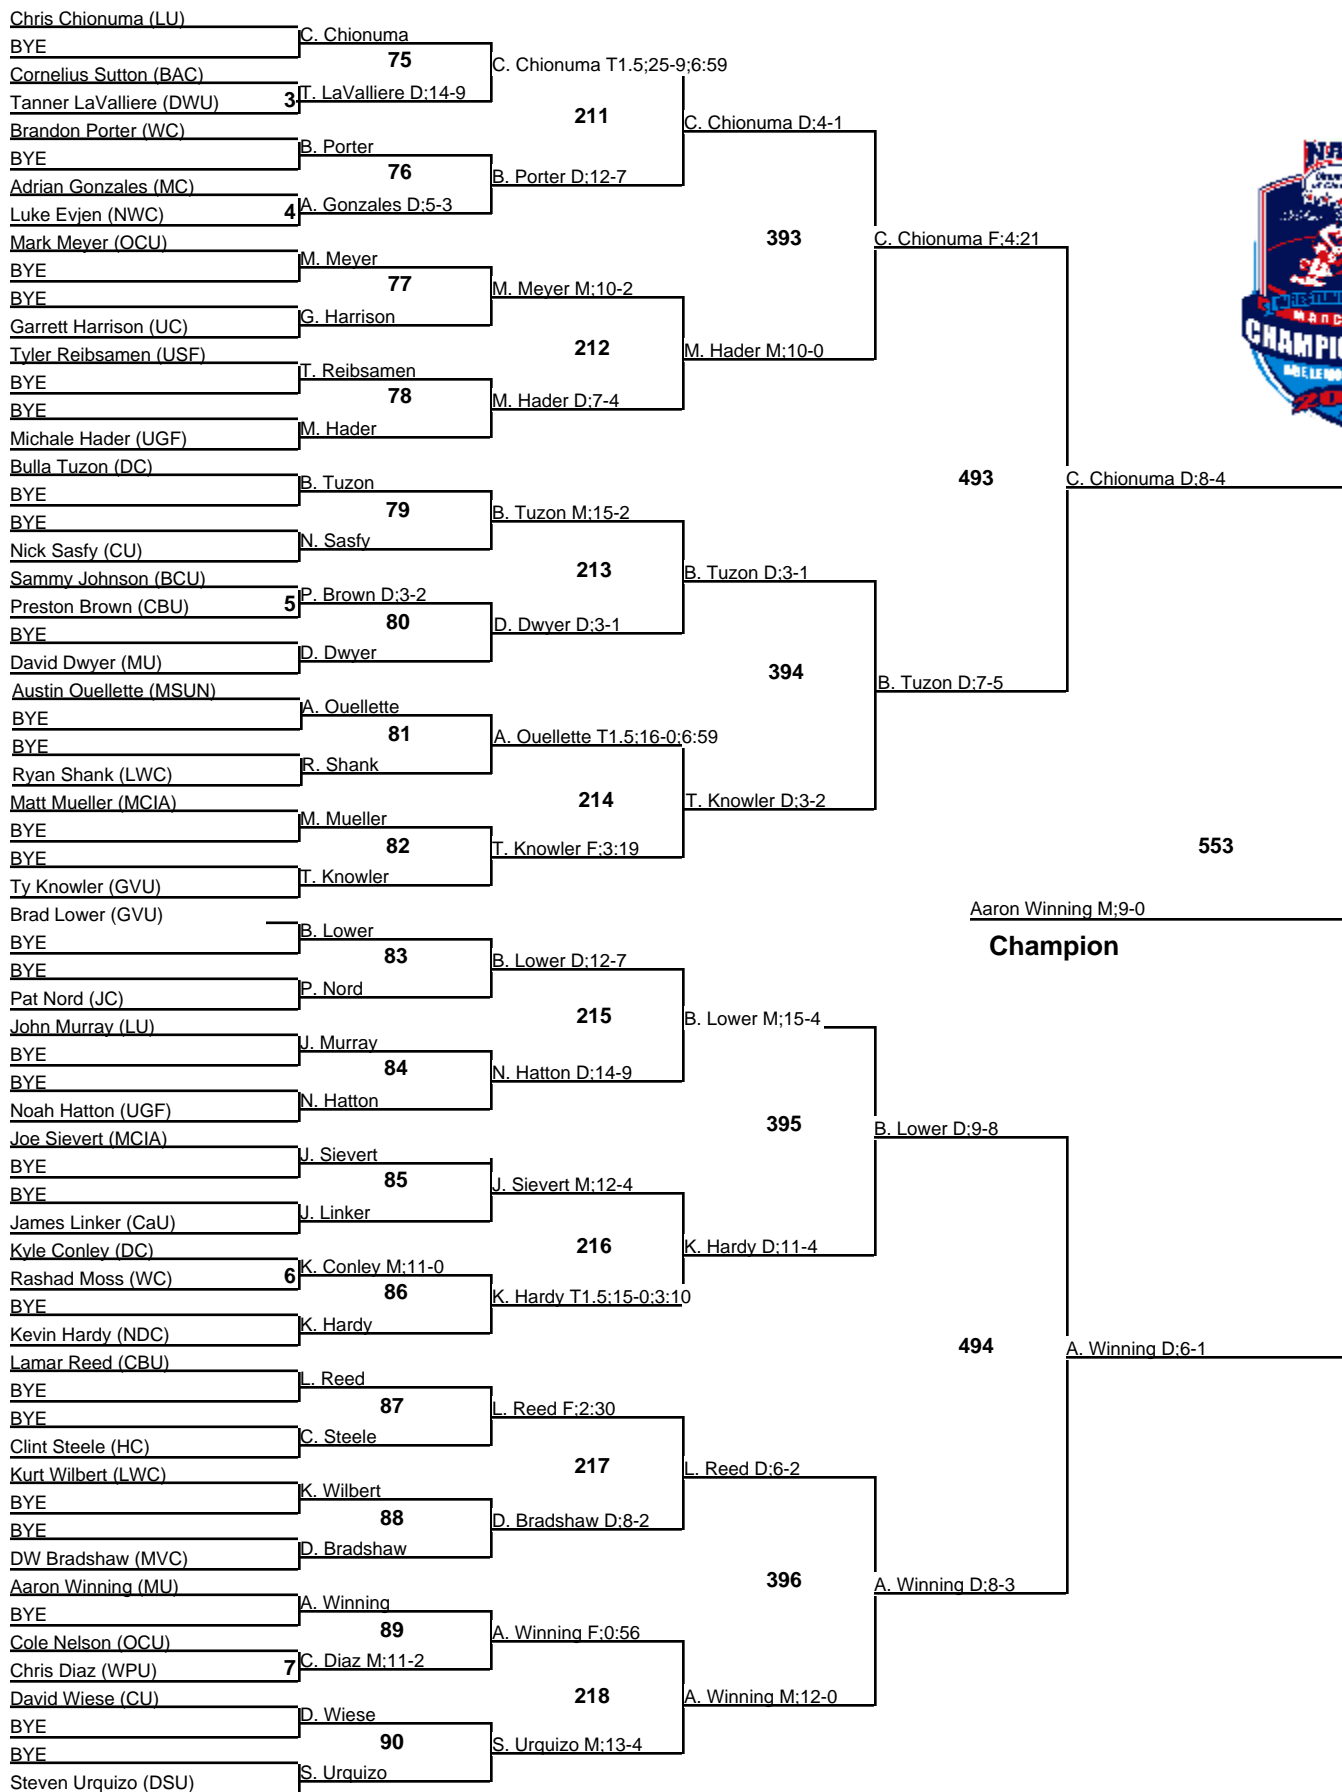 Chris Chionuma (LU)
BYE
Cornelius Sutton (BAC)
Tanner LaValliere (DWU)
Brandon Porter (WC)
BYE
Adrian Gonzales (MC)
Luke Evjen (NWC)
Mark Meyer (OCU)
BYE
BYE
Garrett Harrison (UC)
Tyler Reibsamen (USF)
BYE
BYE
Michale Hader (UGF)
Bulla Tuzon (DC)
BYE
BYE
Nick Sasfy (CU)
Sammy Johnson (BCU)
Preston Brown (CBU)
BYE
David Dwyer (MU)
Austin Ouellette (MSUN)
BYE
BYE
Ryan Shank (LWC)
Matt Mueller (MCIA)
BYE
BYE
Ty Knowler (GVU)
Brad Lower (GVU)
BYE
BYE
Pat Nord (JC)
John Murray (LU)
BYE
BYE
Noah Hatton (UGF)
Joe Sievert (MCIA)
BYE
BYE
James Linker (CaU)
Kyle Conley (DC)
Rashad Moss (WC)
BYE
Kevin Hardy (NDC)
Lamar Reed (CBU)
BYE
BYE
Clint Steele (HC)
Kurt Wilbert (LWC)
BYE
BYE
DW Bradshaw (MVC)
Aaron Winning (MU)
BYE
Cole Nelson (OCU)
Chris Diaz (WPU)
David Wiese (CU)
BYE
BYE
Steven Urquizo (DSU)
C. Chionuma
75
3 T. LaValliere D;14-9
B. Porter
76
4 A. Gonzales D;5-3
M. Meyer
77
G. Harrison
T. Reibsamen
78
M. Hader
B. Tuzon
79
N. Sasfy
5 P. Brown D;3-2
80
D. Dwyer
A. Ouellette
81
R. Shank
M. Mueller
82
T. Knowler
B. Lower
83
P. Nord
J. Murray
84
N. Hatton
J. Sievert
85
J. Linker
6 K. Conley M;11-0
86
K. Hardy
L. Reed
87
C. Steele
K. Wilbert
88
D. Bradshaw
A. Winning
89
7 C. Diaz M;11-2
D. Wiese
90
S. Urquizo
C. Chionuma T1.5;25-9;6:59
211
B. Porter D;12-7
M. Meyer M;10-2
212
M. Hader D;7-4
B. Tuzon M;15-2
213
D. Dwyer D;3-1
A. Ouellette T1.5;16-0;6:59
214
T. Knowler F;3:19
B. Lower D;12-7
215
N. Hatton D;14-9
J. Sievert M;12-4
216
K. Hardy T1.5;15-0;3:10
L. Reed F;2:30
217
D. Bradshaw D;8-2
A. Winning F;0:56
218
S. Urquizo M;13-4
C. Chionuma D;4-1
393
M. Hader M;10-0
B. Tuzon D;3-1
394
T. Knowler D;3-2
B. Lower M;15-4
395
K. Hardy D;11-4
L. Reed D;6-2
396
A. Winning M;12-0
C. Chionuma F;4:21
493
B. Tuzon D;7-5
B. Lower D;9-8
494
A. Winning D;8-3
C. Chionuma D;8-4
553
A. Winning D;6-1
Aaron Winning M;9-0
Champion